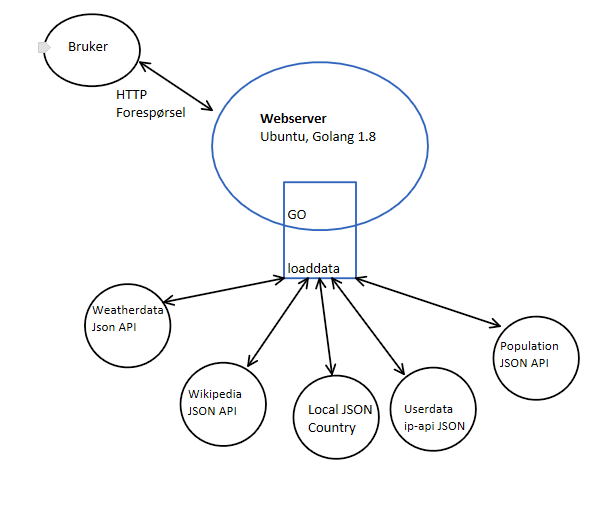 Bruker
HTTP
Forespørsel
Webserver
Ubuntu, Golang 1.8
GO
loaddata
Weatherdata
Json API
Wikipedia
JSON API
Local JSON
Country
Userdata
ip-api JSON
Population
JSON API